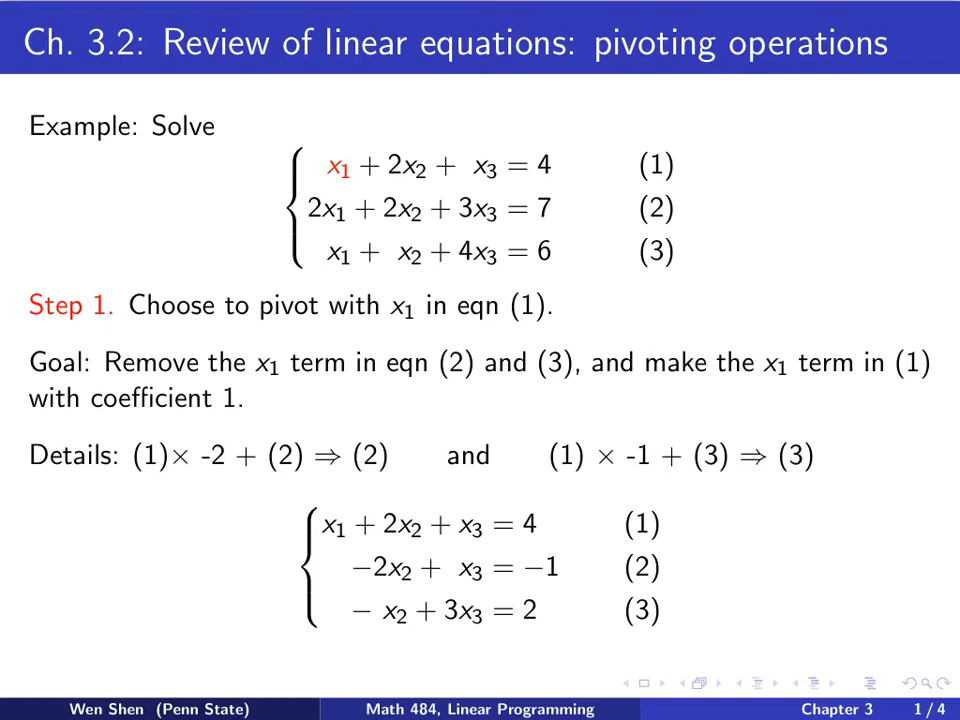 Ch. 3.2: Review of linear equations: pivoting operations
Example: Solve
x₁ + 2x₂ + x₃ = 4 (1)
2x₁ + 2x₂ + 3x₃ = 7 (2)
x₁ + x₂ + 4x₃ = 6 (3)
Step 1. Choose to pivot with x₁ in eqn (1).
Goal: Remove the x₁ term in eqn (2) and (3), and make the x₁ term in (1)
with coefficient 1.
Details: (1)× -2 + (2) ⇒ (2) and (1) × -1 + (3) ⇒ (3)
x₁ + 2x₂ + x₃ = 4 (1)
−2x₂ + x₃ = −1 (2)
− x₂ + 3x₃ = 2 (3)
Wen Shen (Penn State) Math 484, Linear Programming Chapter 3 1 / 4